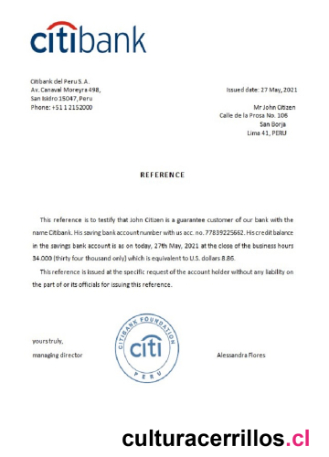 citibank
Citibank del Peru S.A.
Av. Canaval Moreyra 498,
San Isidro 15047, Peru
Phone: +51 1 2152000
Issued date: 27 May, 2021
Mr John Citizen
Calle de la Prosa No. 106
San Borja
Lima 41, PERU
REFERENCE
This reference is to testify that John Citizen is a guarantee customer of our bank with the
name Citibank. His saving bank account number with us acc. no. 77839225662. His credit balance
in the savings bank account is as on today, 27th May, 2021 at the close of the business hours
34.000 (thirty four thousand only) which is equivalent to U.S. dollars 8.86.
This reference is issued at the specific request of the account holder without any liability on
the part of or its officials for issuing this reference.
yours truly,
managing director
CITIBANK FOUNDATION
citi
PERU
Alessandra Flores
culturacerrillos.cl